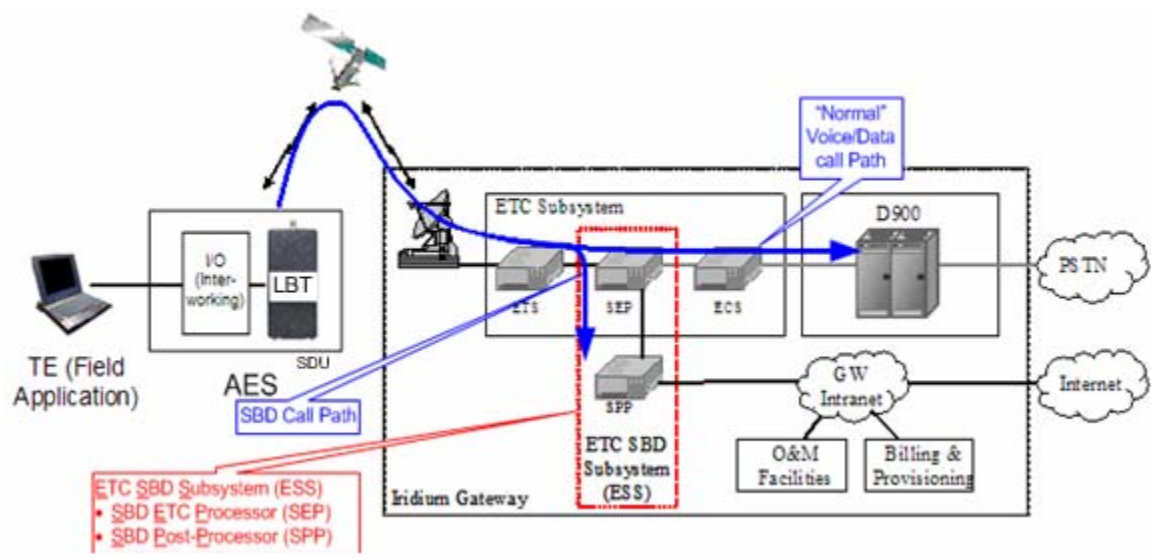 "Normal"
Voice/Data
call Path
ETC Subsystem
D900
I/O
(Inter-
working)
LBT
SDU
ETS
SEP
ECS
PSTN
TE (Field
Application)
AES
SBD Call Path
SPP
GW
Intranet
Internet
ETC SBD
Subsystem
(ESS)
O&M
Facilities
Billing &
Provisioning
Iridium Gateway
ETC SBD Subsystem (ESS)
• SBD ETC Processor (SEP)
• SBD Post-Processor (SPP)